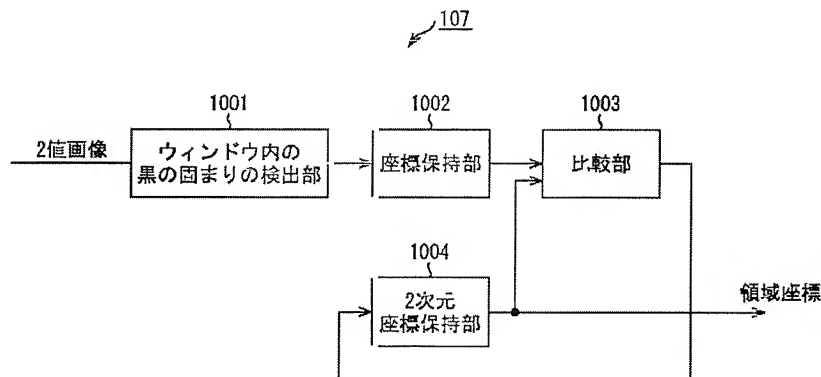 107
1001
1002
1003
2値画像
ウィンドウ内の
黒の固まりの検出部
座標保持部
比較部
1004
2次元
座標保持部
領域座標